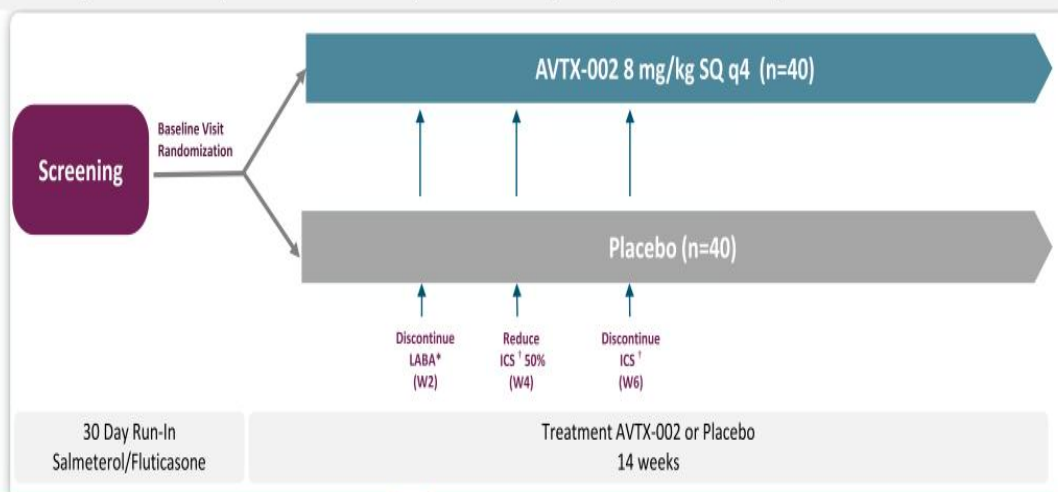 AVTX-002 8 mg/kg SQ q4 (n=40)
Baseline Visit
Randomization
Screening
Placebo (n=40)
Discontinue
LABA*
(W2)
Reduce
ICS † 50%
(W4)
Discontinue
ICS †
(W6)
30 Day Run-In
Salmeterol/Fluticasone
Treatment AVTX-002 or Placebo
14 weeks